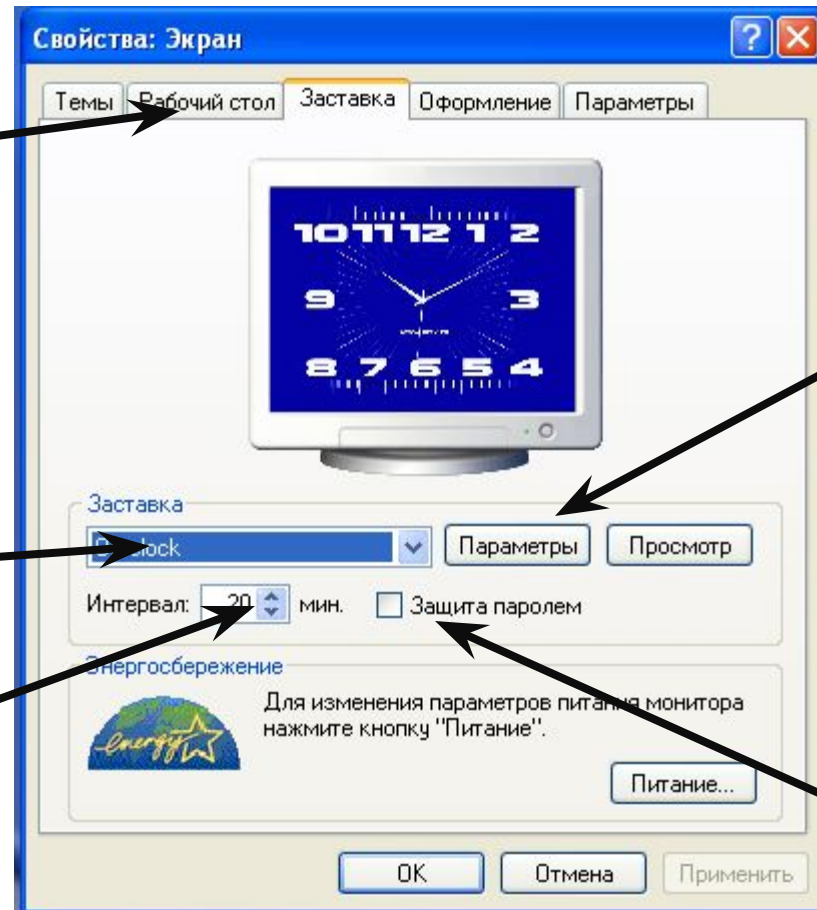 Свойства: Экран
Темы Рабочий стол Заставка Оформление Параметры
10 11 12 1 2
9 3
8 7 6 5 4
Заставка
Параметры Просмотр
Интервал: 20 мин. Защита паролем
Энергосбережение
Для изменения параметров питания монитора
нажмите кнопку "Питание".
energy
Питание...
OK Отмена Применить